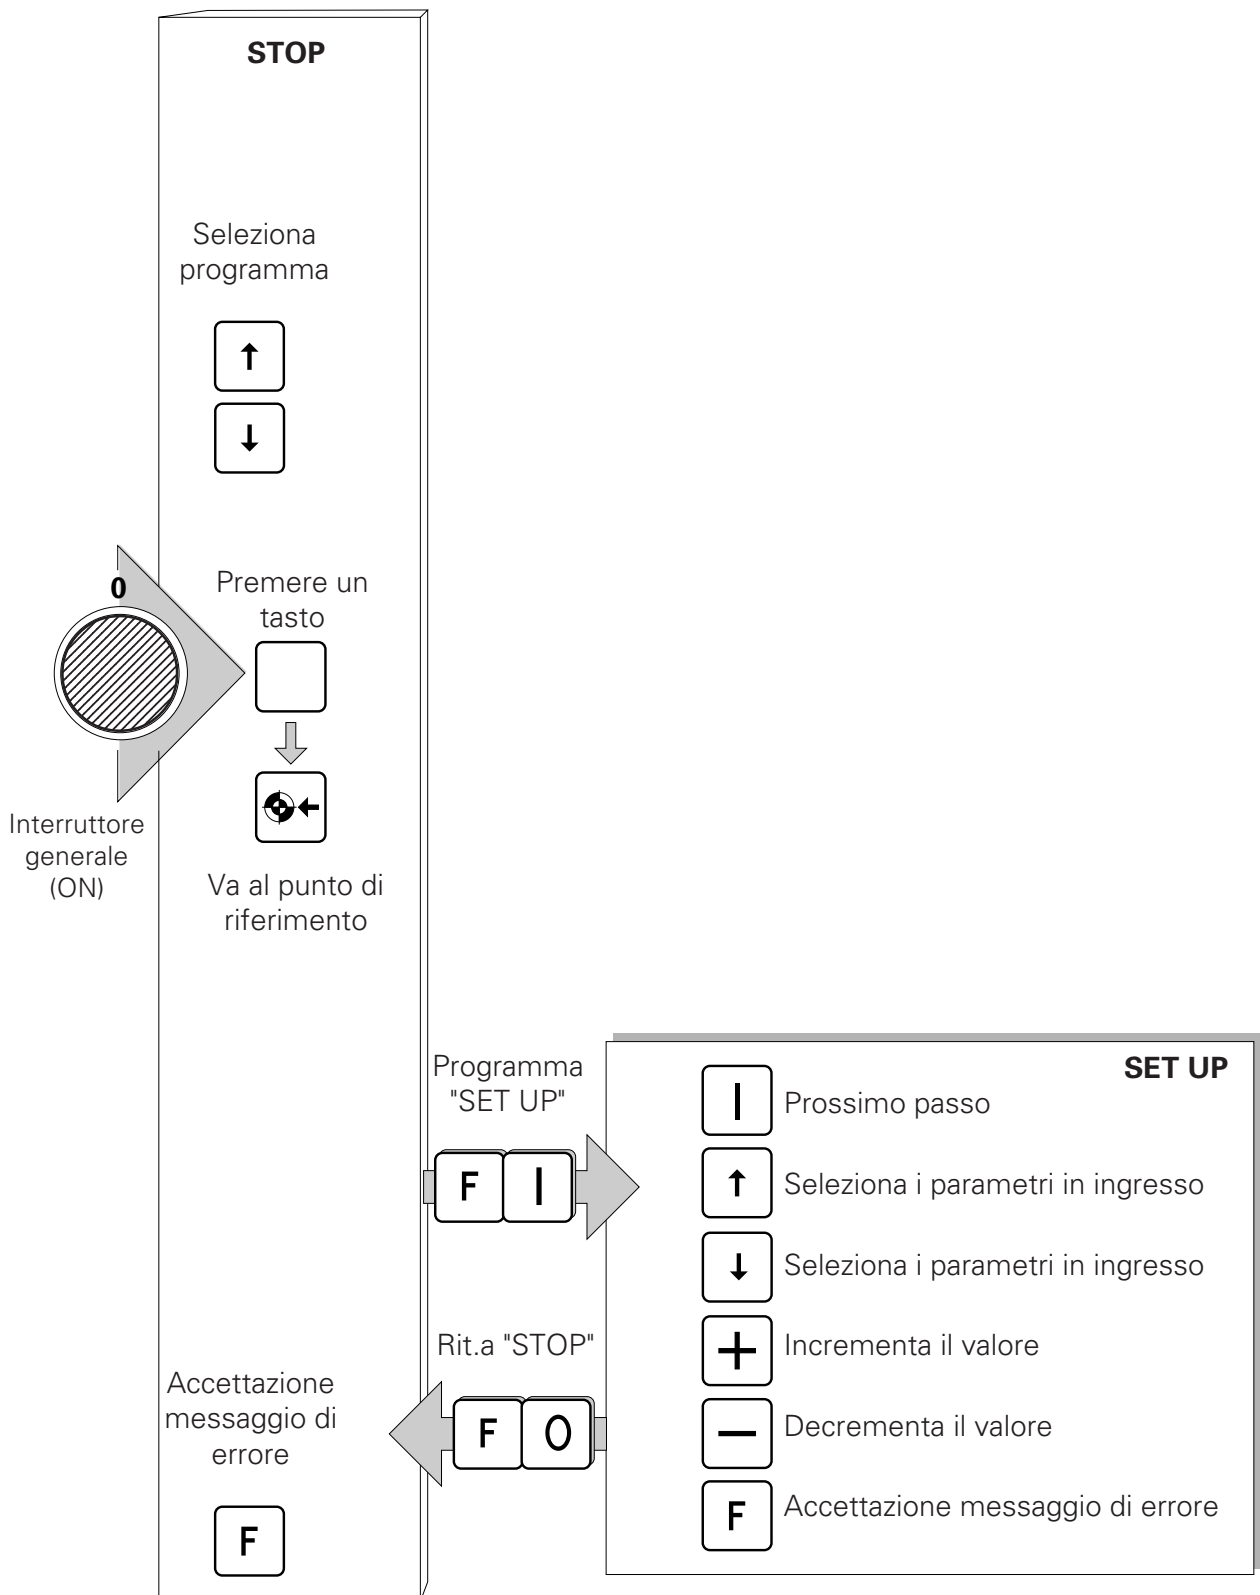 STOP
Seleziona
programma
↑
↓
0
Premere un
tasto
Interruttore
generale
(ON)
Va al punto di
riferimento
Programma
"SET UP"
F I
SET UP
I Prossimo passo
↑ Seleziona i parametri in ingresso
↓ Seleziona i parametri in ingresso
+ Incrementa il valore
− Decrementa il valore
F Accettazione messaggio di errore
Rit.a "STOP"
F O
Accettazione
messaggio di
errore
F